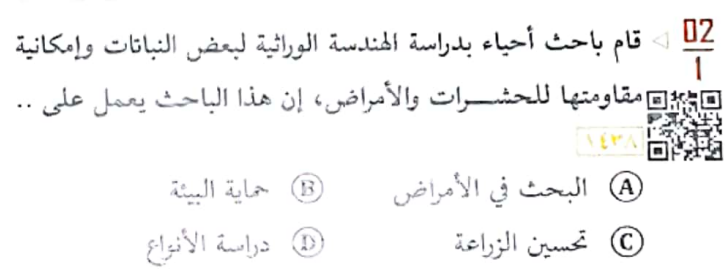 02
1
◁ قام باحث أحياء بدراسة الهندسة الوراثية لبعض النباتات وإمكانية
مقاومتها للحشـــرات والأمراض، إن هذا الباحث يعمل على ..
١٤٣٨
A البحث في الأمراض B حماية البيئة
C تحسين الزراعة D دراسة الأنواع